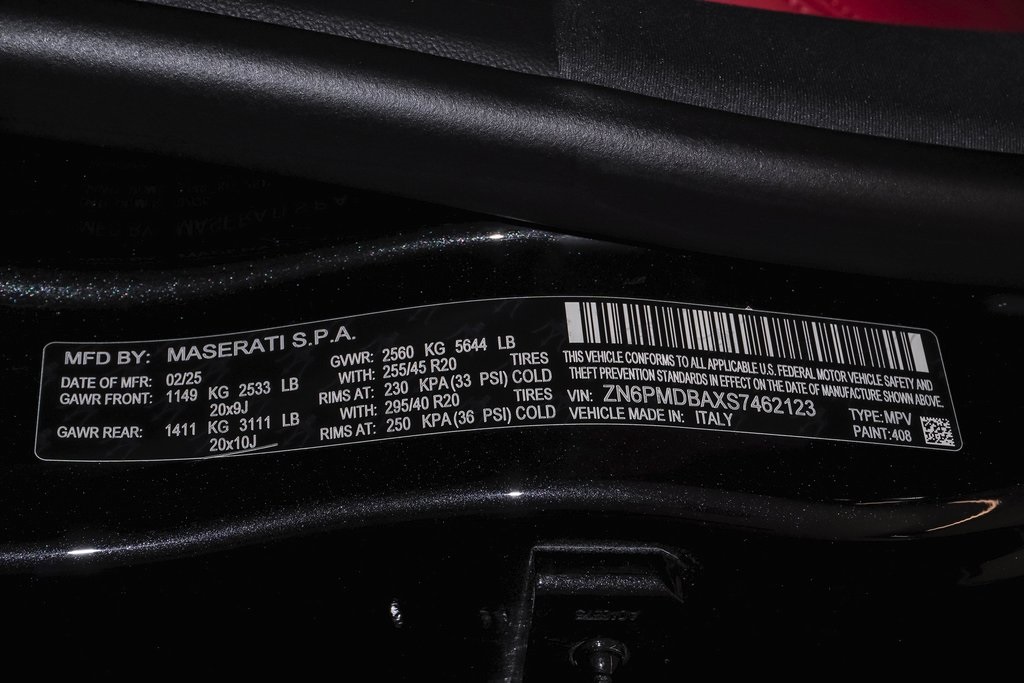 MFD BY: MASERATI S.P.A.
DATE OF MFR: 02/25 GVWR: 2560 KG 5644 LB
GAWR FRONT: 1149 KG 2533 LB WITH: 255/45 R20 TIRES
20x9J RIMS AT: 230 KPA(33 PSI) COLD
GAWR REAR: 1411 KG 3111 LB WITH: 295/40 R20 TIRES
20x10J RIMS AT: 250 KPA(36 PSI) COLD
THIS VEHICLE CONFORMS TO ALL APPLICABLE U.S. FEDERAL MOTOR VEHICLE SAFETY AND
THEFT PREVENTION STANDARDS IN EFFECT ON THE DATE OF MANUFACTURE SHOWN ABOVE.
VIN: ZN6PMDBAXS7462123
VEHICLE MADE IN: ITALY TYPE:MPV
PAINT:408